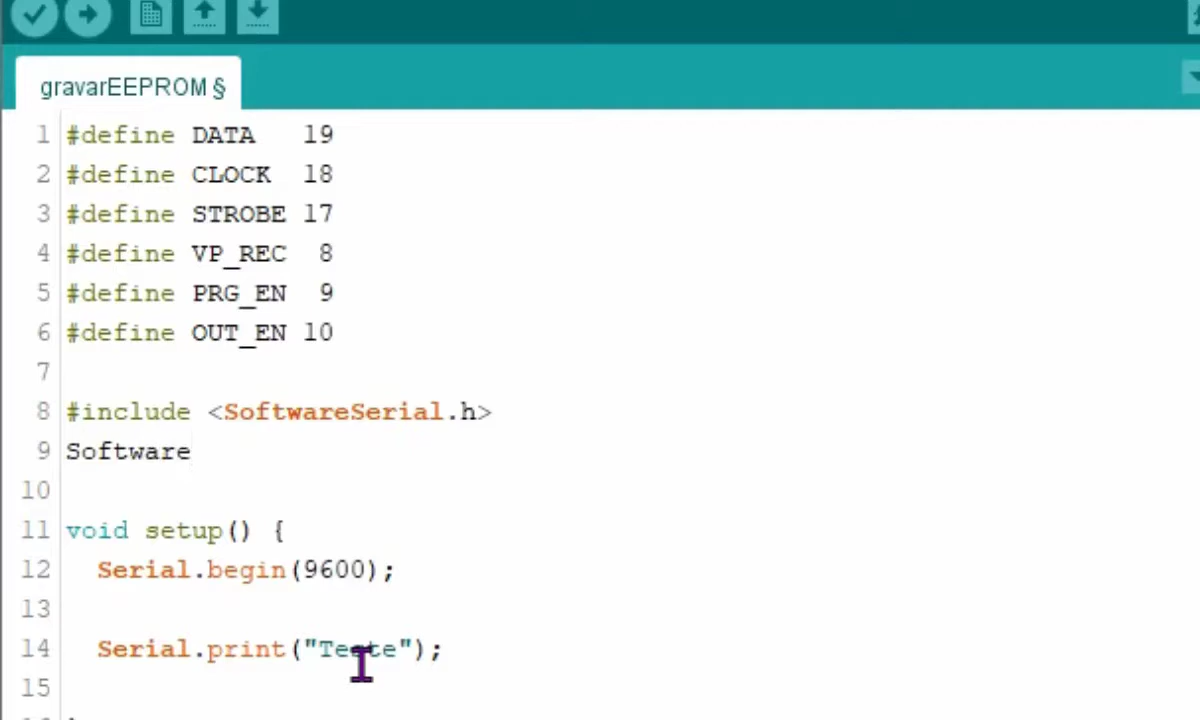 gravarEEPROM §
1 #define DATA   19
2 #define CLOCK  18
3 #define STROBE 17
4 #define VP_REC  8
5 #define PRG_EN  9
6 #define OUT_EN 10
7
8 #include <SoftwareSerial.h>
9 Software
10
11 void setup() {
12   Serial.begin(9600);
13
14   Serial.print("Teste");
15